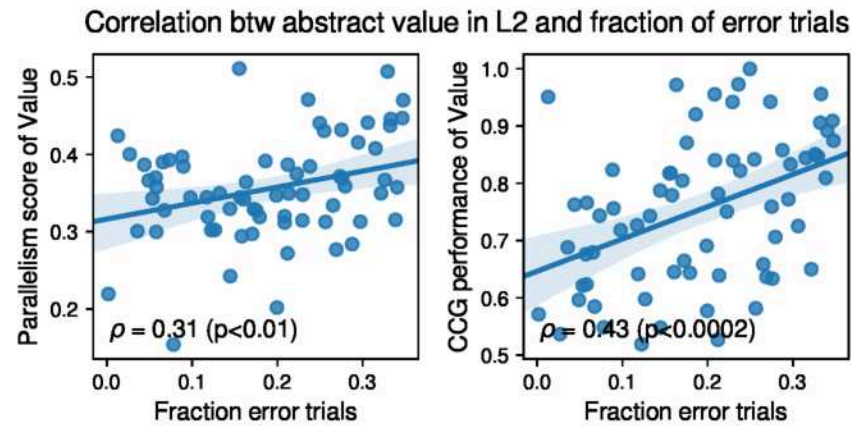 Correlation btw abstract value in L2 and fraction of error trials
Parallelism score of Value
0.5
0.4
0.3
0.2
ρ = 0.31 (p<0.01)
0.0 0.1 0.2 0.3
Fraction error trials
CCG performance of Value
1.0
0.9
0.8
0.7
0.6
0.5
ρ = 0.43 (p<0.0002)
0.0 0.1 0.2 0.3
Fraction error trials